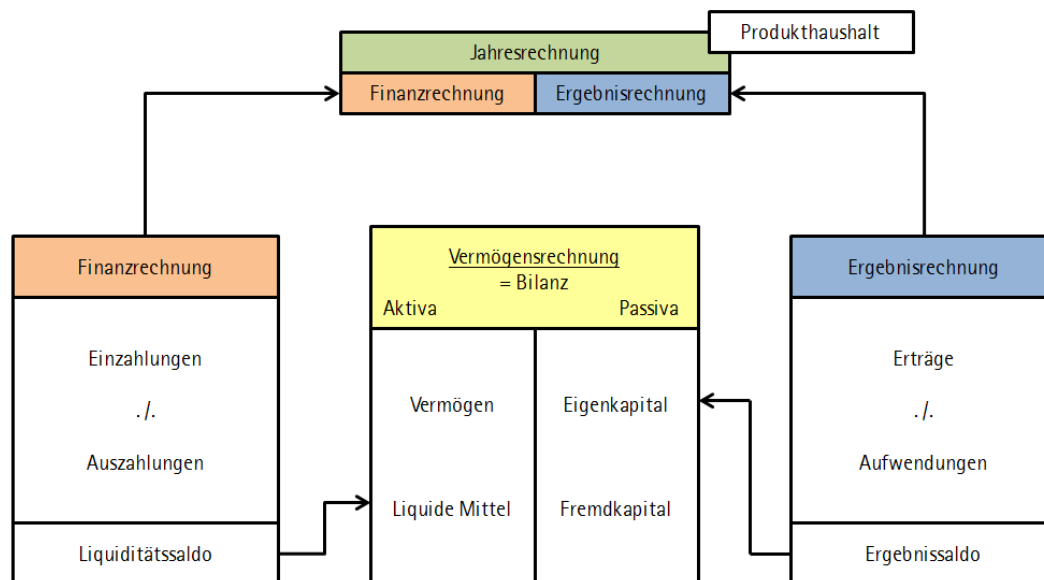 Produkthaushalt
Jahresrechnung
Finanzrechnung
Ergebnisrechnung
Finanzrechnung
Einzahlungen
./.
Auszahlungen
Liquiditätssaldo
Vermögensrechnung
= Bilanz
Aktiva Passiva
Vermögen Eigenkapital
Liquide Mittel Fremdkapital
Ergebnisrechnung
Erträge
./.
Aufwendungen
Ergebnissaldo